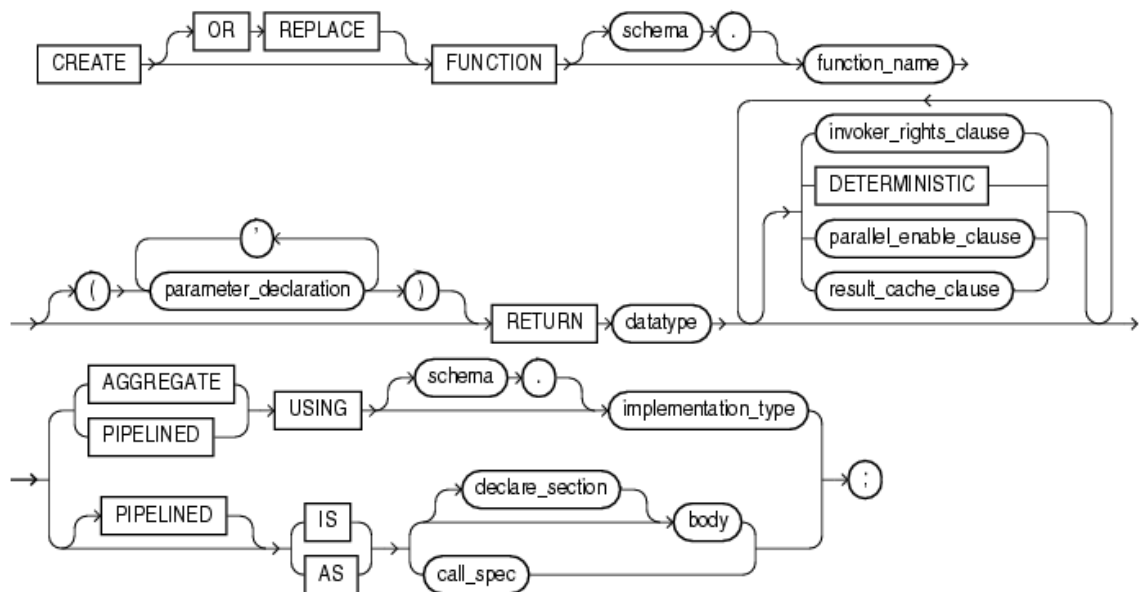 OR REPLACE schema .
CREATE FUNCTION function_name
invoker_rights_clause
DETERMINISTIC
,
parallel_enable_clause
( parameter_declaration )
result_cache_clause
RETURN datatype
AGGREGATE schema .
USING implementation_type
PIPELINED
;
declare_section
PIPELINED IS body
AS call_spec